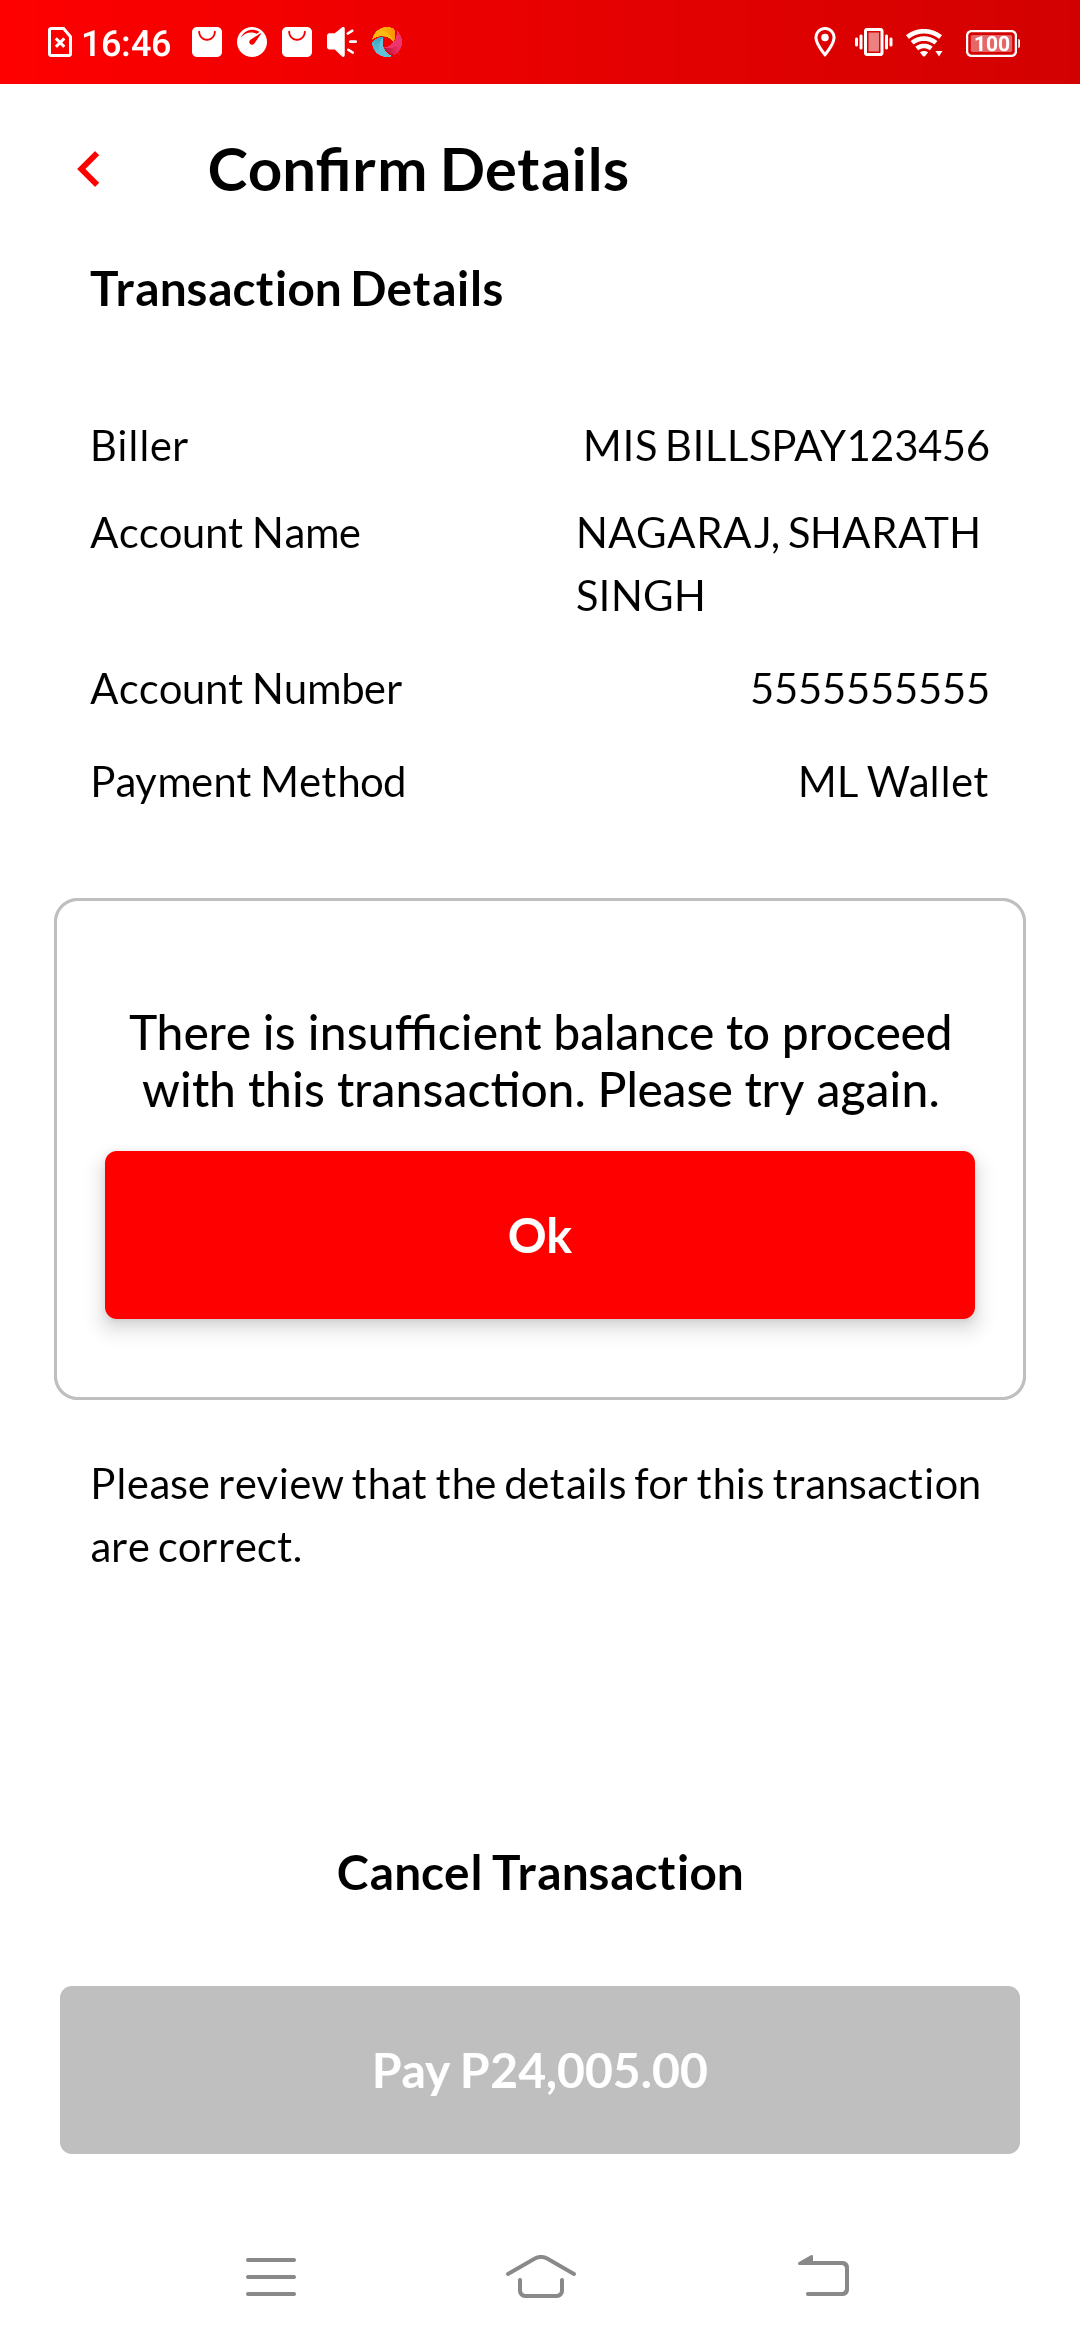 16:46
100
Confirm Details
Transaction Details
Biller MIS BILLSPAY123456
Account Name NAGARAJ, SHARATH
SINGH
Account Number 5555555555
Payment Method ML Wallet
There is insufficient balance to proceed
with this transaction. Please try again.
Ok
Please review that the details for this transaction
are correct.
Cancel Transaction
Pay P24,005.00